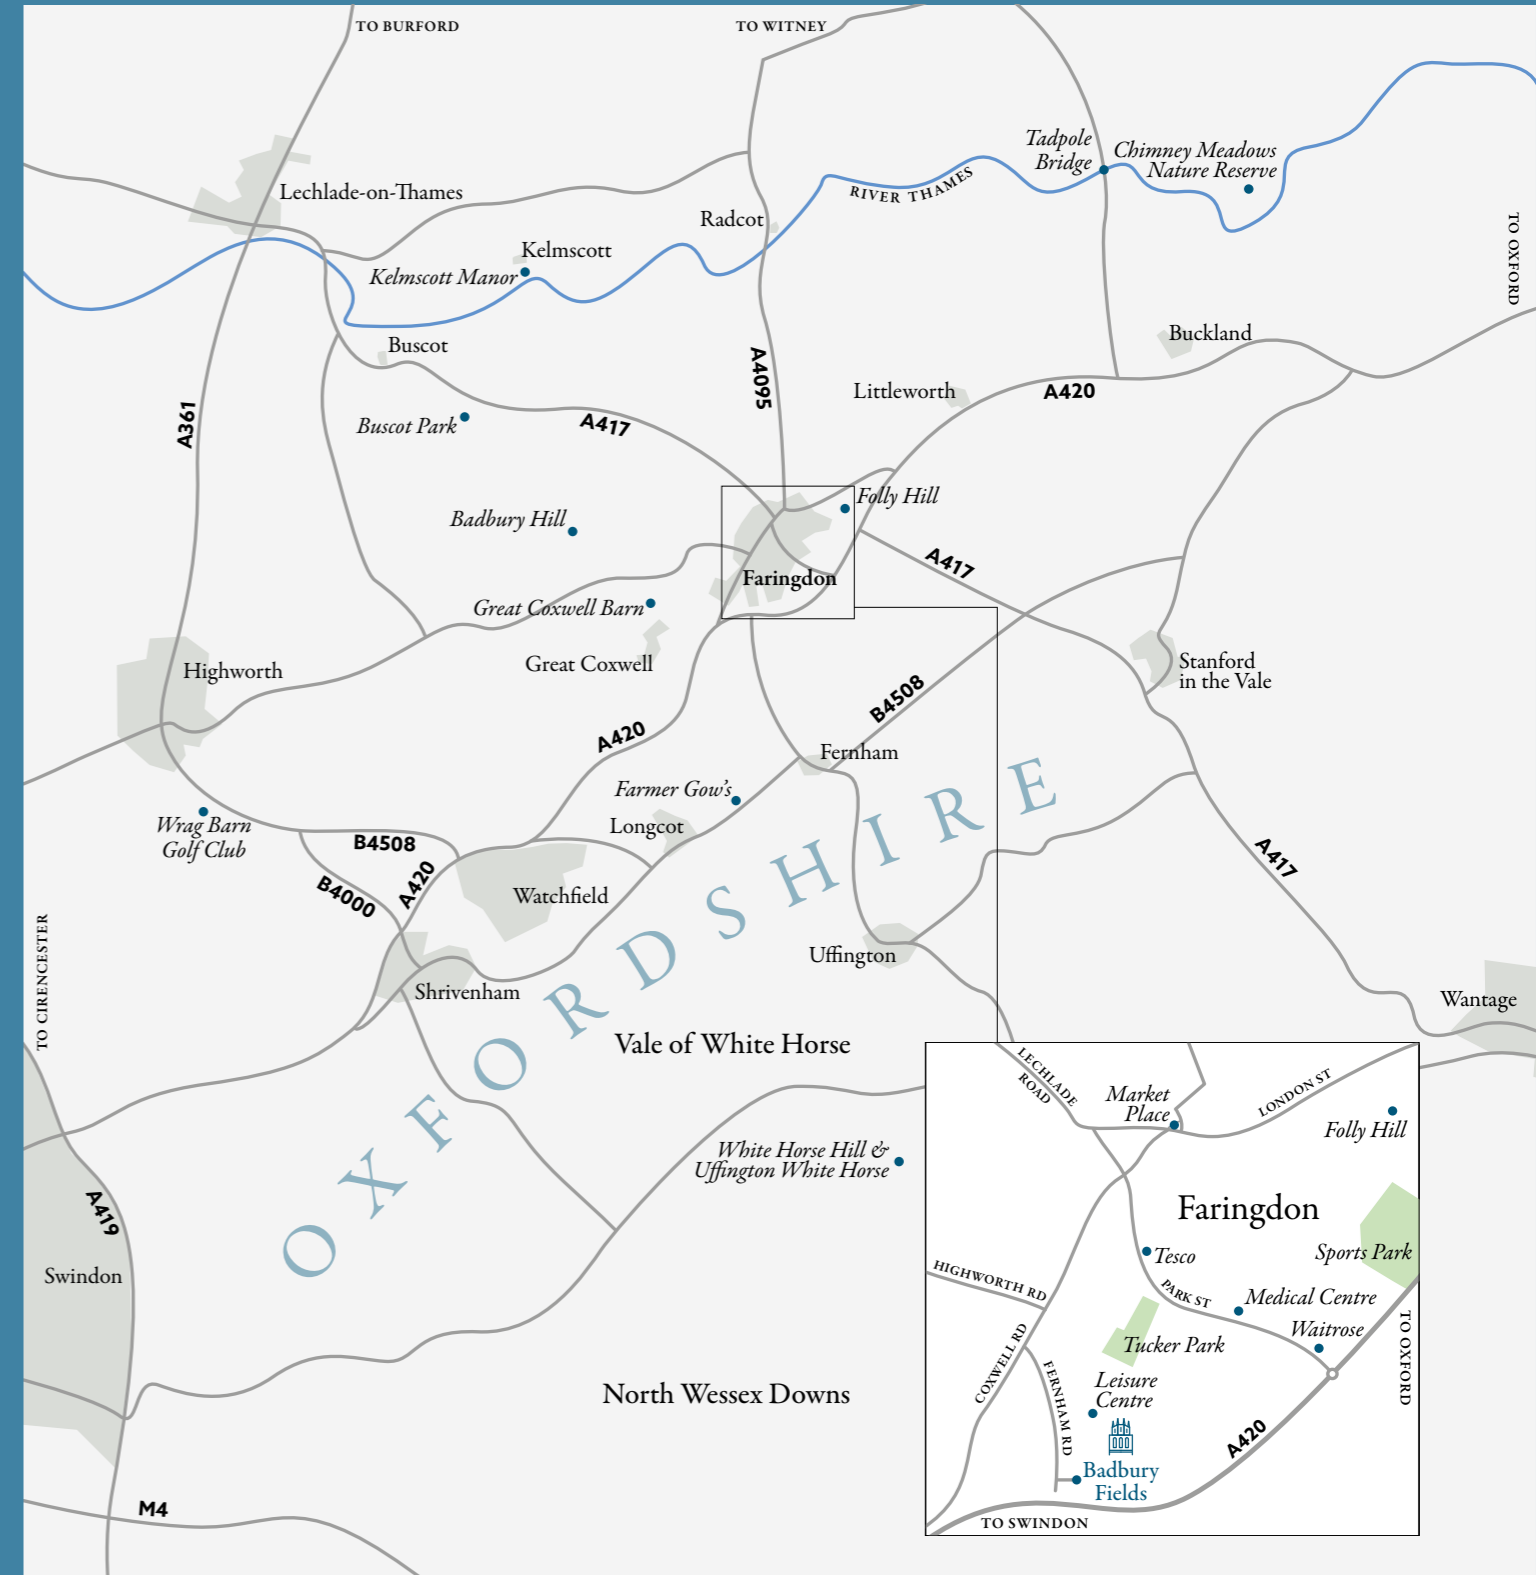 TO BURFORD
TO WITNEY
Tadpole
Bridge
Chimney Meadows
Nature Reserve
RIVER THAMES
Lechlade-on-Thames
Radcot
TO OXFORD
Kelmscott
Kelmscott Manor
Buscot
Buckland
A4095
Littleworth
A420
A361
Buscot Park
A417
Folly Hill
Badbury Hill
A417
Faringdon
Great Coxwell Barn
Great Coxwell
Highworth
Stanford
in the Vale
B4508
A420
Fernham
Farmer Gow's
Longcot
Wrag Barn
Golf Club
B4508
A420
B4000
Watchfield
A417
OXFORDSHIRE
Uffington
TO CIRENCESTER
Shrivenham
Wantage
Vale of White Horse
White Horse Hill &
Uffington White Horse
A419
Swindon
North Wessex Downs
M4
LECHLADE
ROAD
Market
Place
LONDON ST
Folly Hill
Faringdon
Sports Park
Tesco
HIGHWORTH RD
PARK ST
Medical Centre
Waitrose
TO OXFORD
Tucker Park
COXWELL RD
FERNHAM RD
Leisure
Centre
A420
Badbury
Fields
TO SWINDON